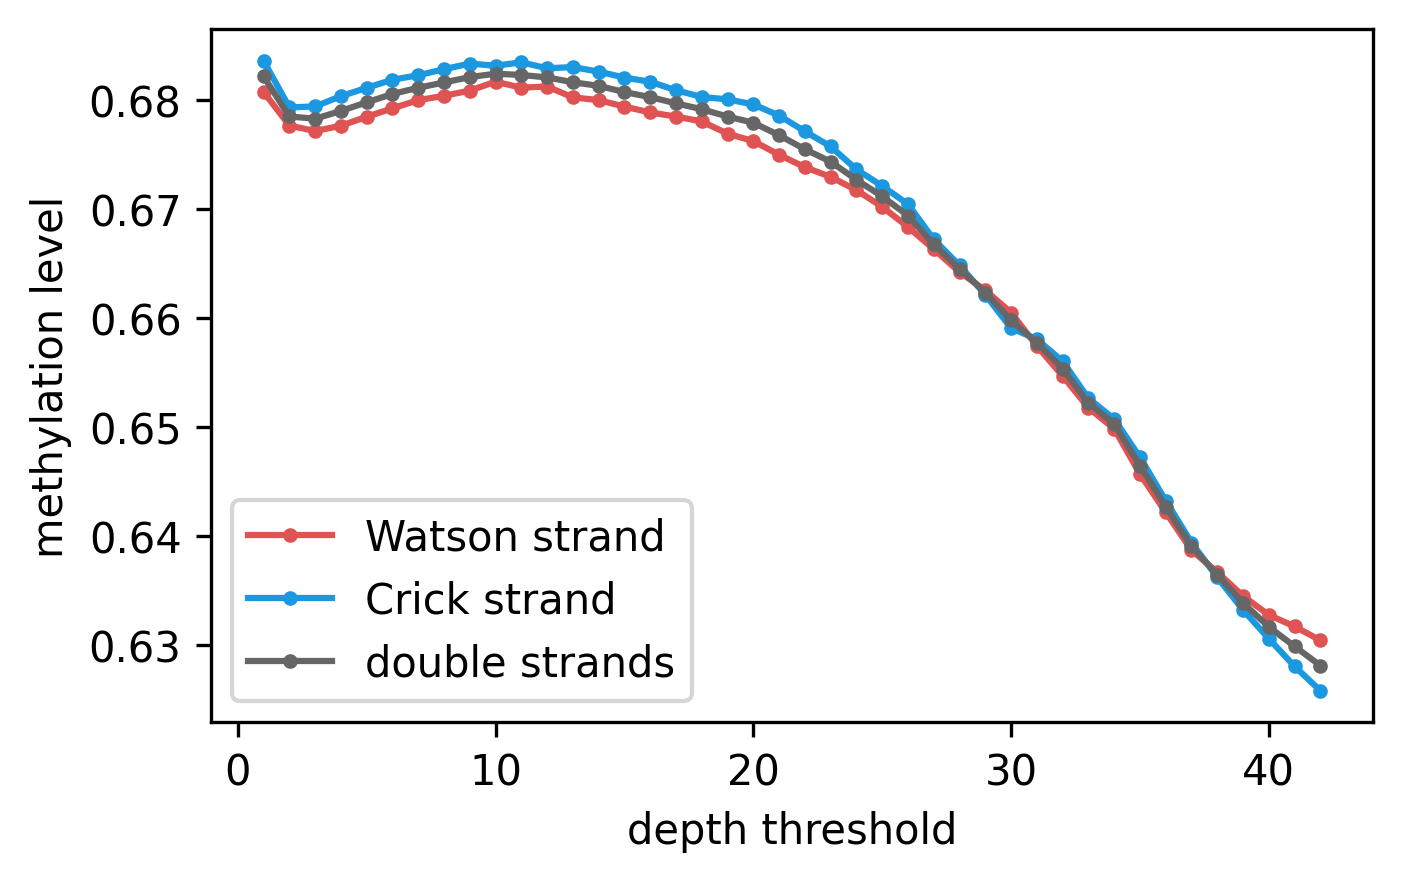 0.68
0.67
0.66
0.65
0.64
0.63
methylation level
Watson strand
Crick strand
double strands
0 10 20 30 40
depth threshold